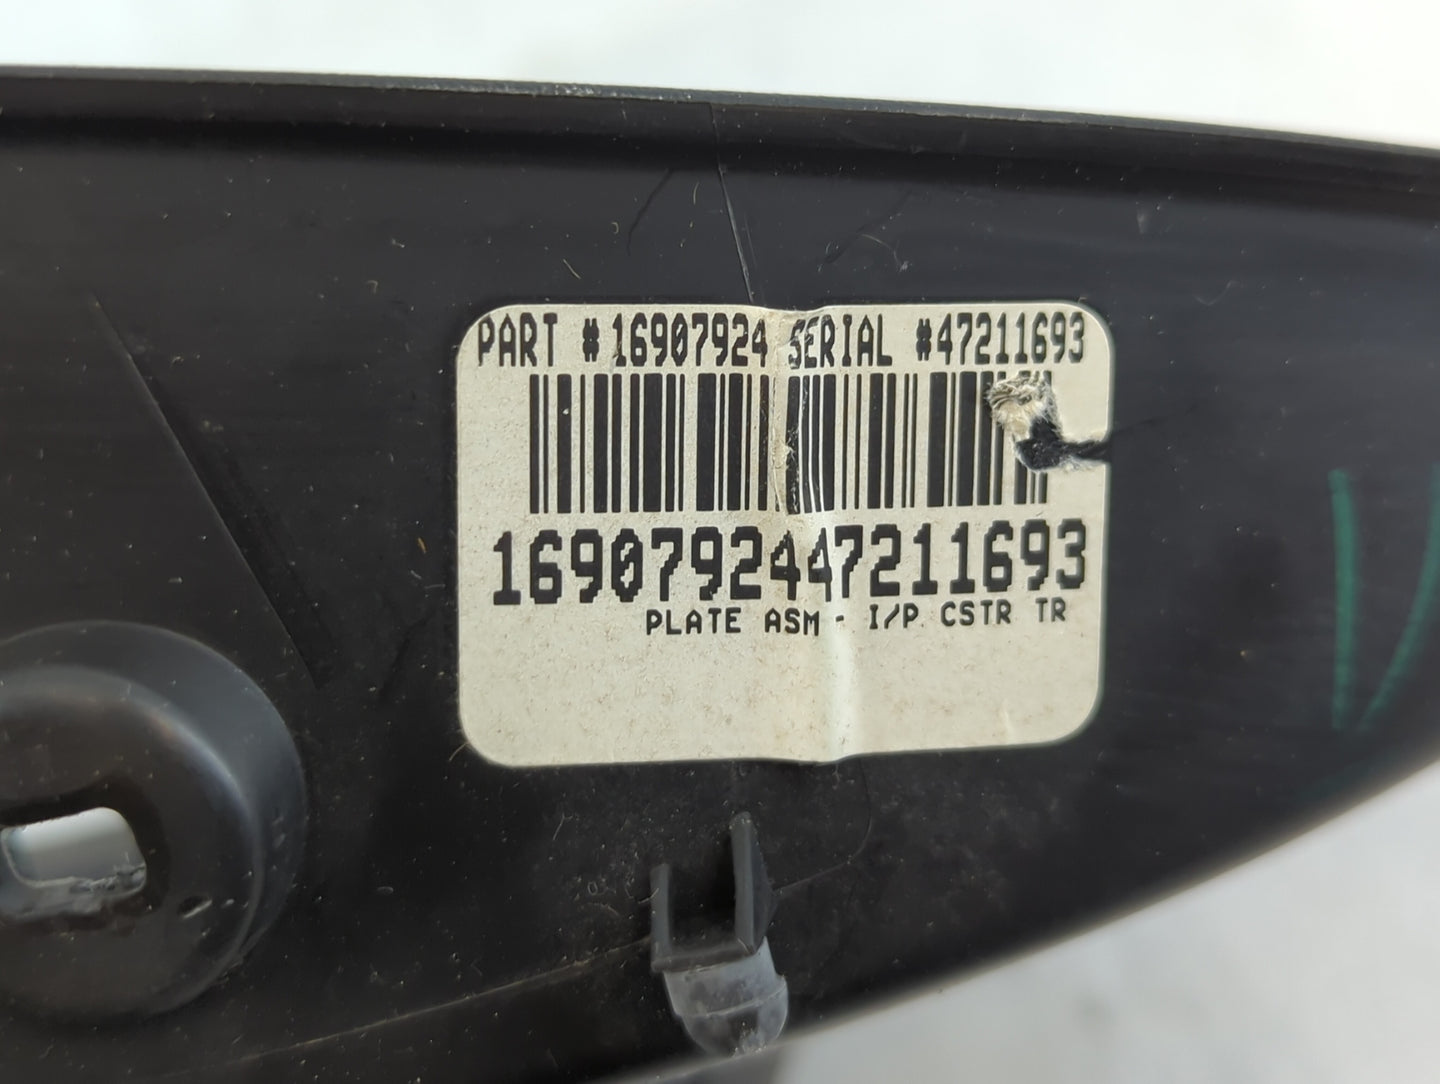 PART #16907924 SERIAL #47211693
1690792447211693
PLATE ASM - I/P CSTR TR